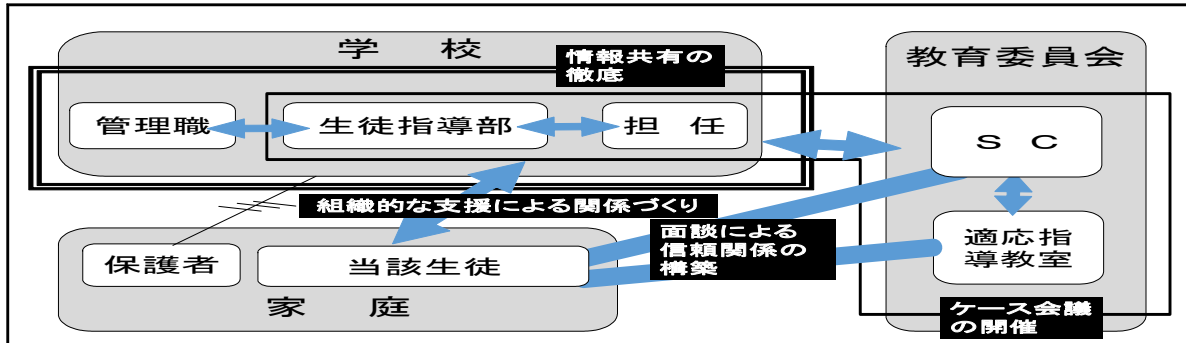 学　校
情報共有の
徹底
教育委員会
管理職
生徒指導部
担　任
ＳＣ
組織的な支援による関係づくり
面談による
信頼関係の
構築
適応指
導教室
保護者
当該生徒
家　庭
ケース会議
の開催